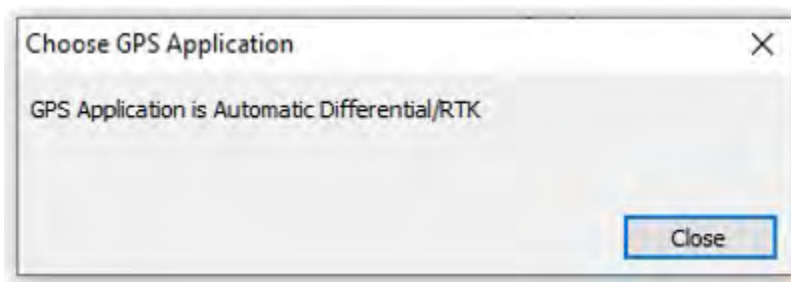 Choose GPS Application
GPS Application is Automatic Differential/RTK
Close